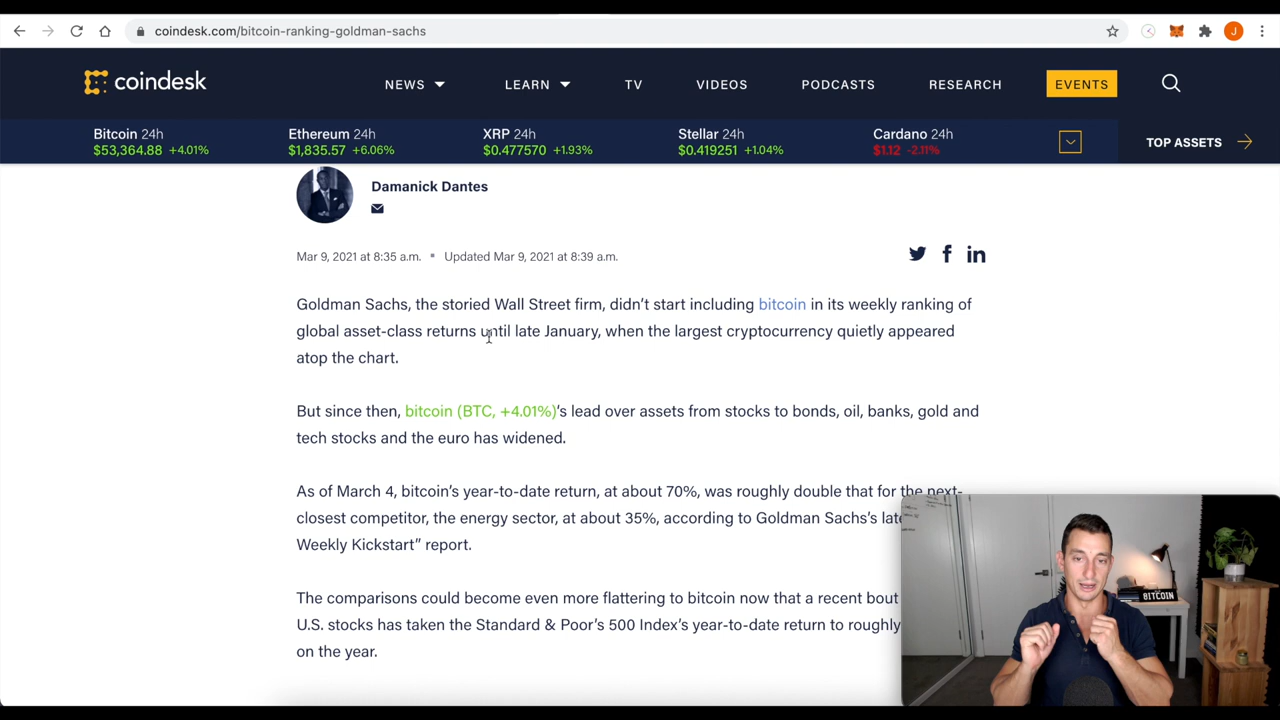 coindesk.com/bitcoin-ranking-goldman-sachs
J
coindesk
NEWS LEARN TV VIDEOS PODCASTS RESEARCH EVENTS
Bitcoin 24h Ethereum 24h XRP 24h Stellar 24h Cardano 24h
$53,364.88 +4.01% $1,835.57 +6.06% $0.477570 +1.93% $0.419251 +1.04% $1.12 -2.11%
TOP ASSETS
Damanick Dantes
Mar 9, 2021 at 8:35 a.m. Updated Mar 9, 2021 at 8:39 a.m.
Goldman Sachs, the storied Wall Street firm, didn’t start including bitcoin in its weekly ranking of
global asset-class returns until late January, when the largest cryptocurrency quietly appeared
atop the chart.
But since then, bitcoin (BTC, +4.01%)’s lead over assets from stocks to bonds, oil, banks, gold and
tech stocks and the euro has widened.
As of March 4, bitcoin’s year-to-date return, at about 70%, was roughly double that for the next-
closest competitor, the energy sector, at about 35%, according to Goldman Sachs’s
Weekly Kickstart” report.
The comparisons could become even more flattering to bitcoin now that a recent bout
U.S. stocks has taken the Standard & Poor’s 500 Index’s year-to-date return to roughly
on the year.
BITCOIN